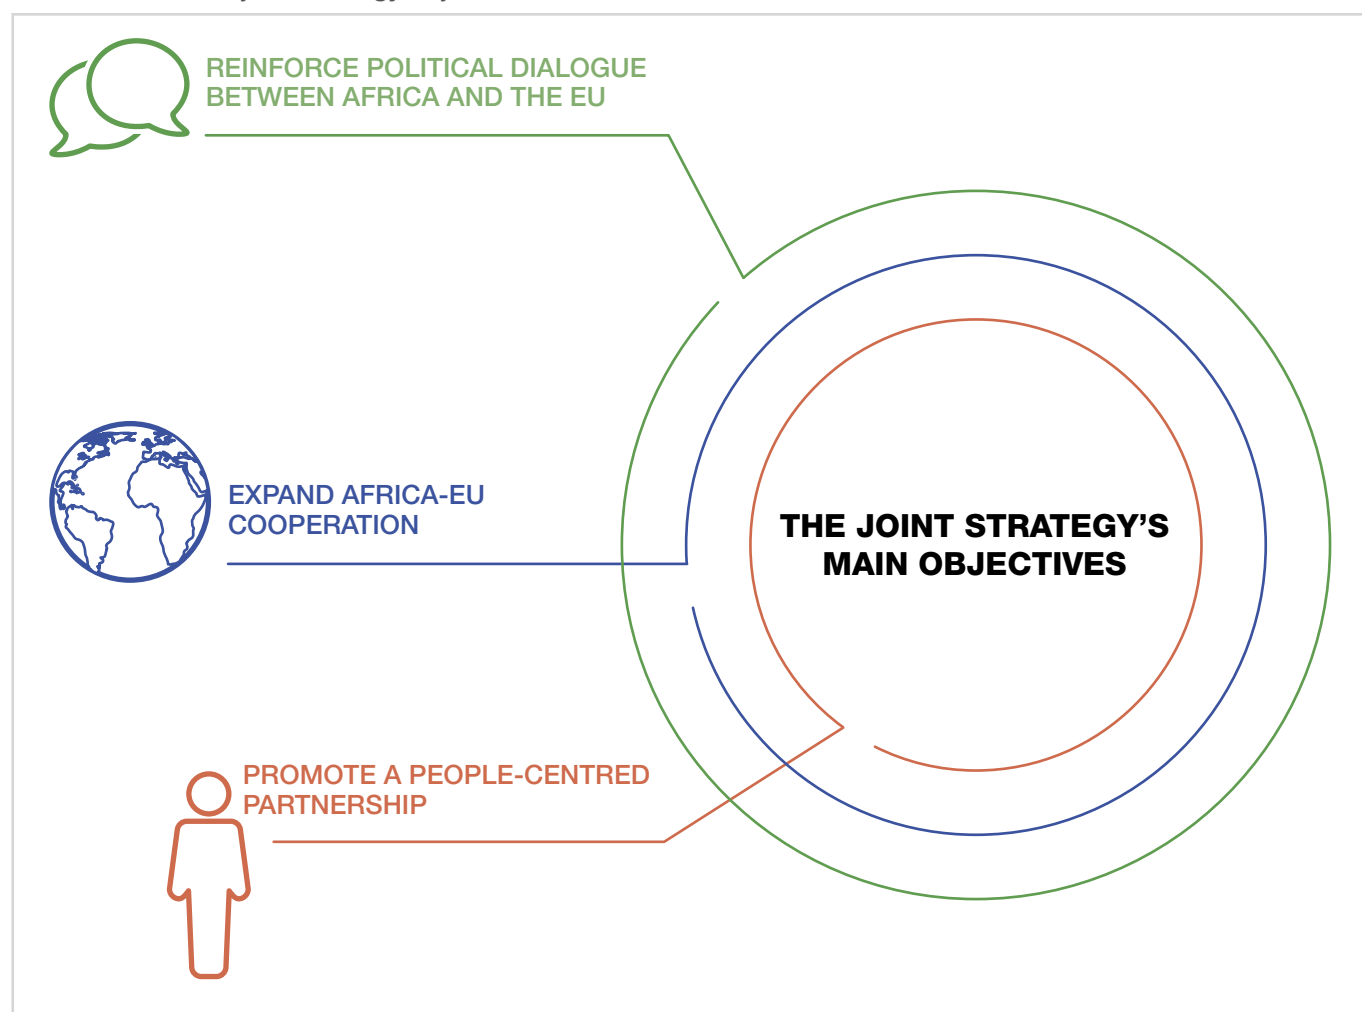 REINFORCE POLITICAL DIALOGUE
BETWEEN AFRICA AND THE EU
EXPAND AFRICA-EU
COOPERATION
THE JOINT STRATEGY’S
MAIN OBJECTIVES
PROMOTE A PEOPLE-CENTRED
PARTNERSHIP